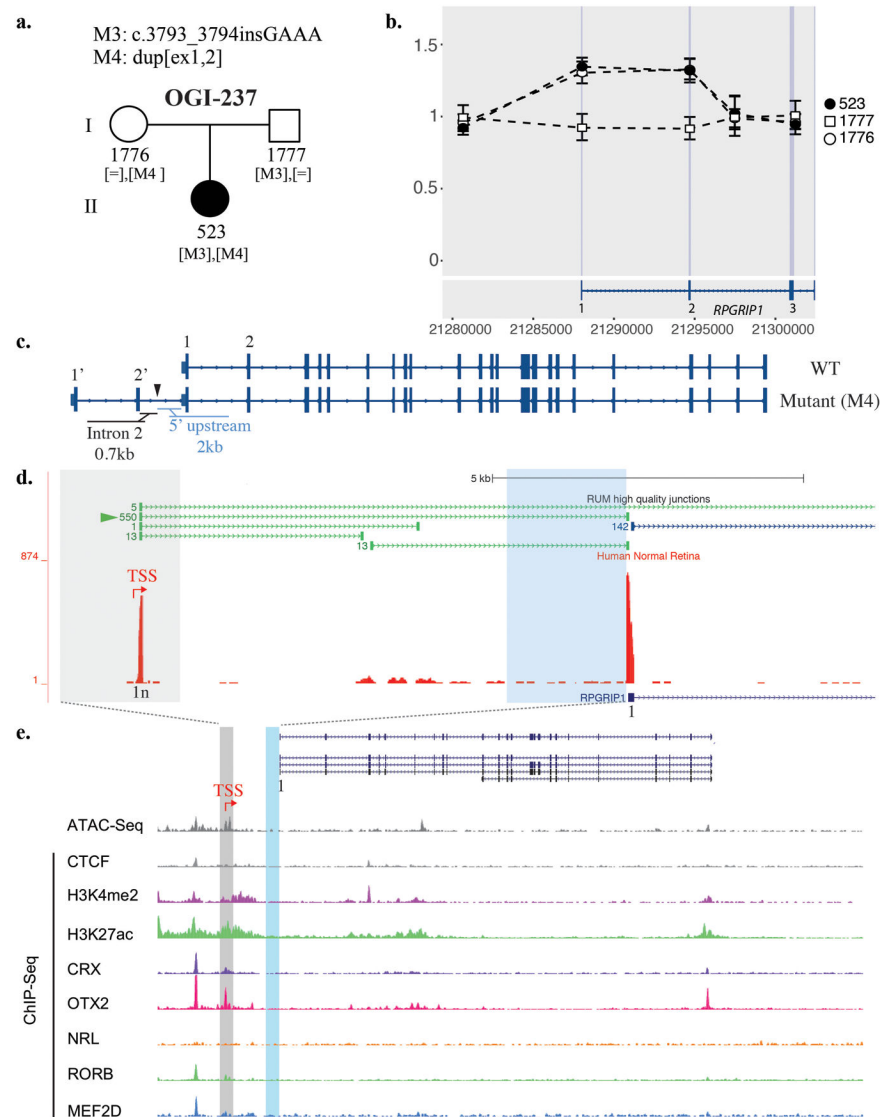 a.
M3: c.3793_3794insGAAA
M4: dup[ex1,2]
OGI-237
I
1776
[=],[M4 ]
1777
[M3],[=]
II
523
[M3],[M4]
b.
1.5
1
0.5
0
523
1777
1776
1
2
RPGRIP1
3
21280000 21285000 21290000 21295000 21300000
c.
1 2
WT
1' 2'
Mutant (M4)
Intron 2
0.7kb
5' upstream
2kb
d.
5 kb
RUM high quality junctions
5
550
1
142
13
13
Human Normal Retina
874
TSS
1
1n
RPGRIP1
1
e.
1
TSS
ATAC-Seq
ChIP-Seq
CTCF
H3K4me2
H3K27ac
CRX
OTX2
NRL
RORB
MEF2D